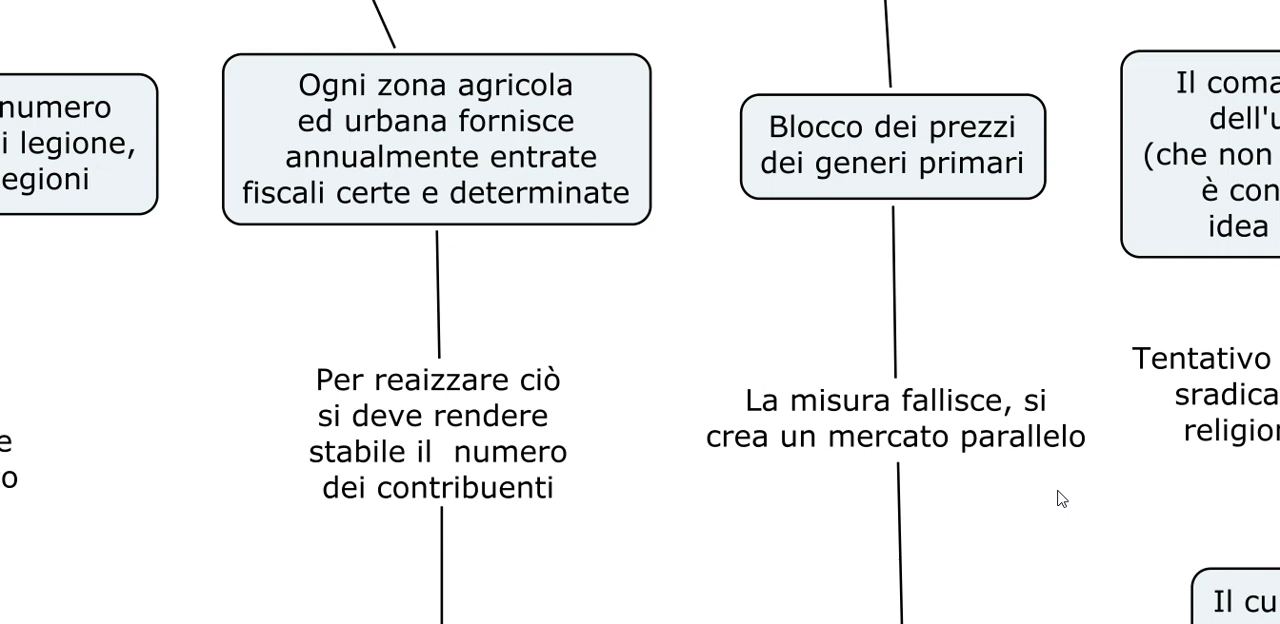 numero
i legione,
egioni
e
o
Ogni zona agricola
ed urbana fornisce
annualmente entrate
fiscali certe e determinate
Per reaizzare ciò
si deve rendere
stabile il  numero
dei contribuenti
Blocco dei prezzi
dei generi primari
La misura fallisce, si
crea un mercato parallelo
Il coma
dell'u
(che non
è con
idea
Tentativo
sradica
religion
Il cu